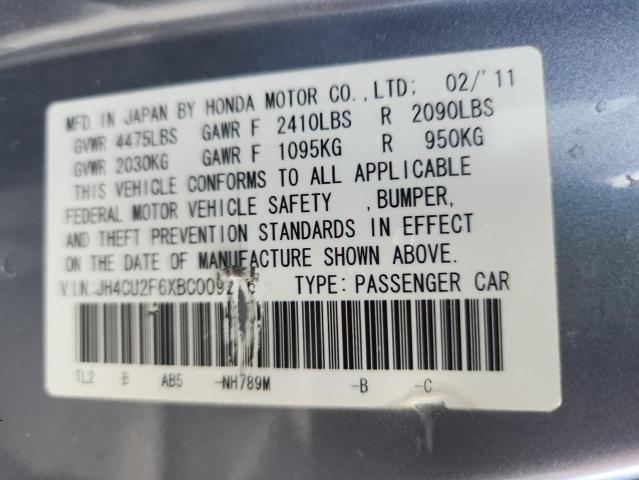 MFD. IN JAPAN BY HONDA MOTOR CO., LTD; 02/'11
GVWR 4475LBS GAWR F 2410LBS R 2090LBS
GVWR 2030KG GAWR F 1095KG R 950KG
THIS VEHICLE CONFORMS TO ALL APPLICABLE
FEDERAL MOTOR VEHICLE SAFETY , BUMPER,
AND THEFT PREVENTION STANDARDS IN EFFECT
ON THE DATE OF MANUFACTURE SHOWN ABOVE.
V.I.N: TYPE: PASSENGER CAR
TL2 B AB5 -NH789M -B -C